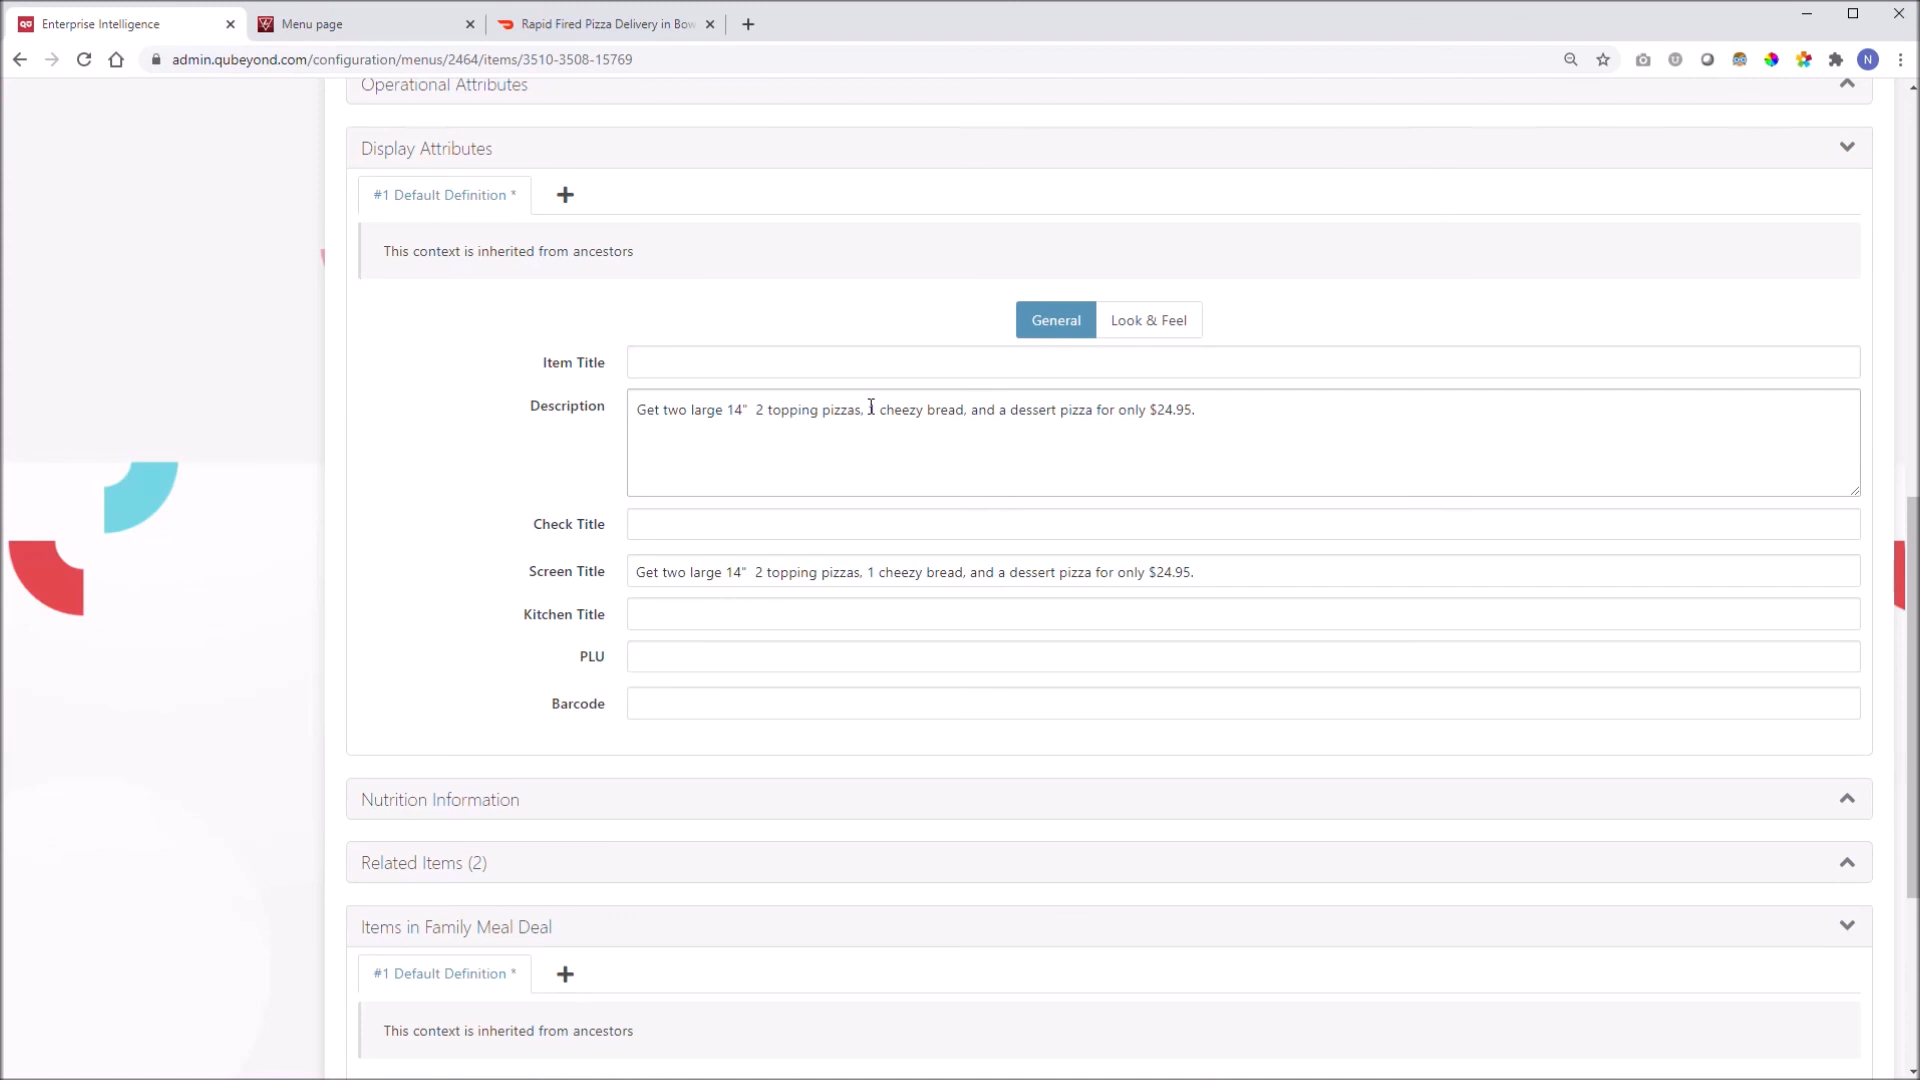 Enterprise Intelligence
Menu page
Rapid Fired Pizza Delivery in Bow
admin.qubeyond.com/configuration/menus/2464/items/3510-3508-15769
N
Operational Attributes
Display Attributes
#1 Default Definition *
This context is inherited from ancestors
General
Look & Feel
Item Title
Description
Get two large 14"  2 topping pizzas, 1 cheezy bread, and a dessert pizza for only $24.95.
Check Title
Screen Title
Get two large 14"  2 topping pizzas, 1 cheezy bread, and a dessert pizza for only $24.95.
Kitchen Title
PLU
Barcode
Nutrition Information
Related Items (2)
Items in Family Meal Deal
#1 Default Definition *
This context is inherited from ancestors